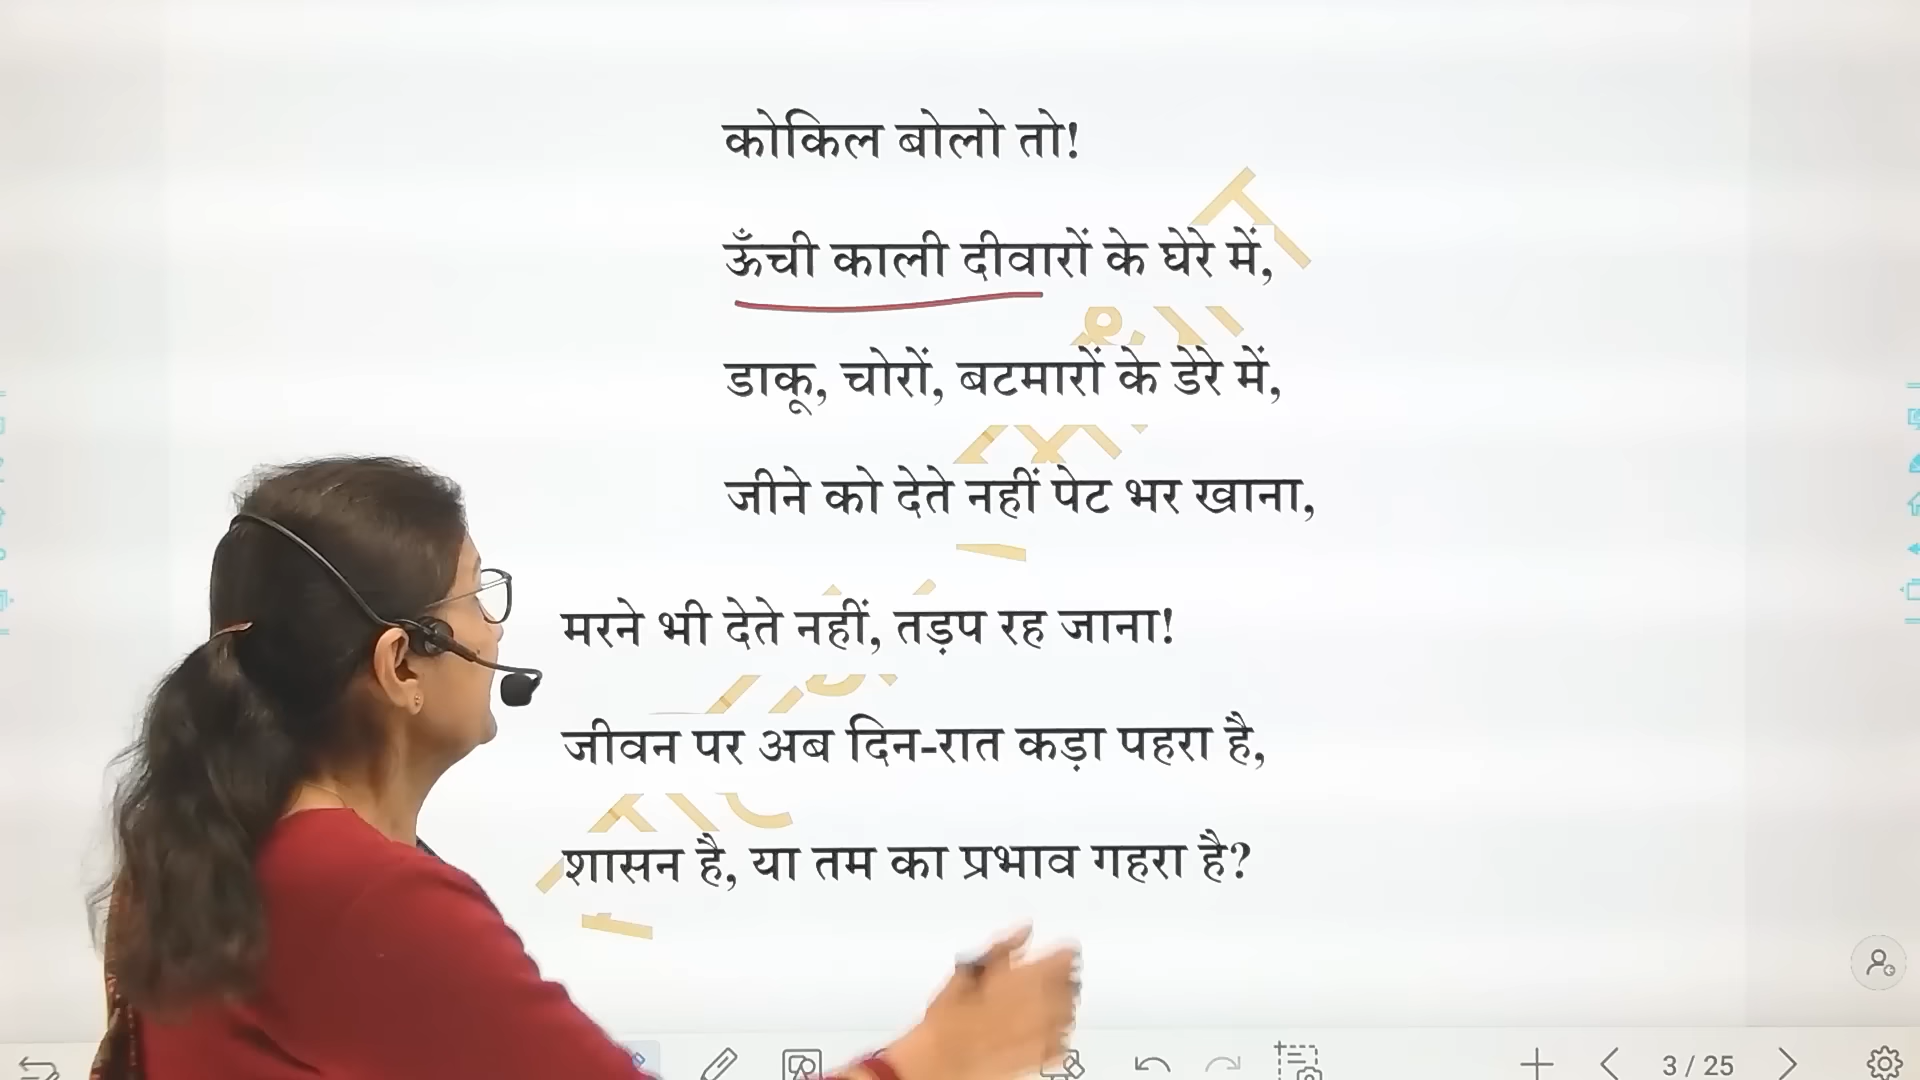 कोकिल बोलो तो!
ऊँची काली दीवारों के घेरे में,
डाकू, चोरों, बटमारों के डेरे में,
जीने को देते नहीं पेट भर खाना,
मरने भी देते नहीं, तड़प रह जाना!
जीवन पर अब दिन-रात कड़ा पहरा है,
शासन है, या तम का प्रभाव गहरा है?
3 / 25